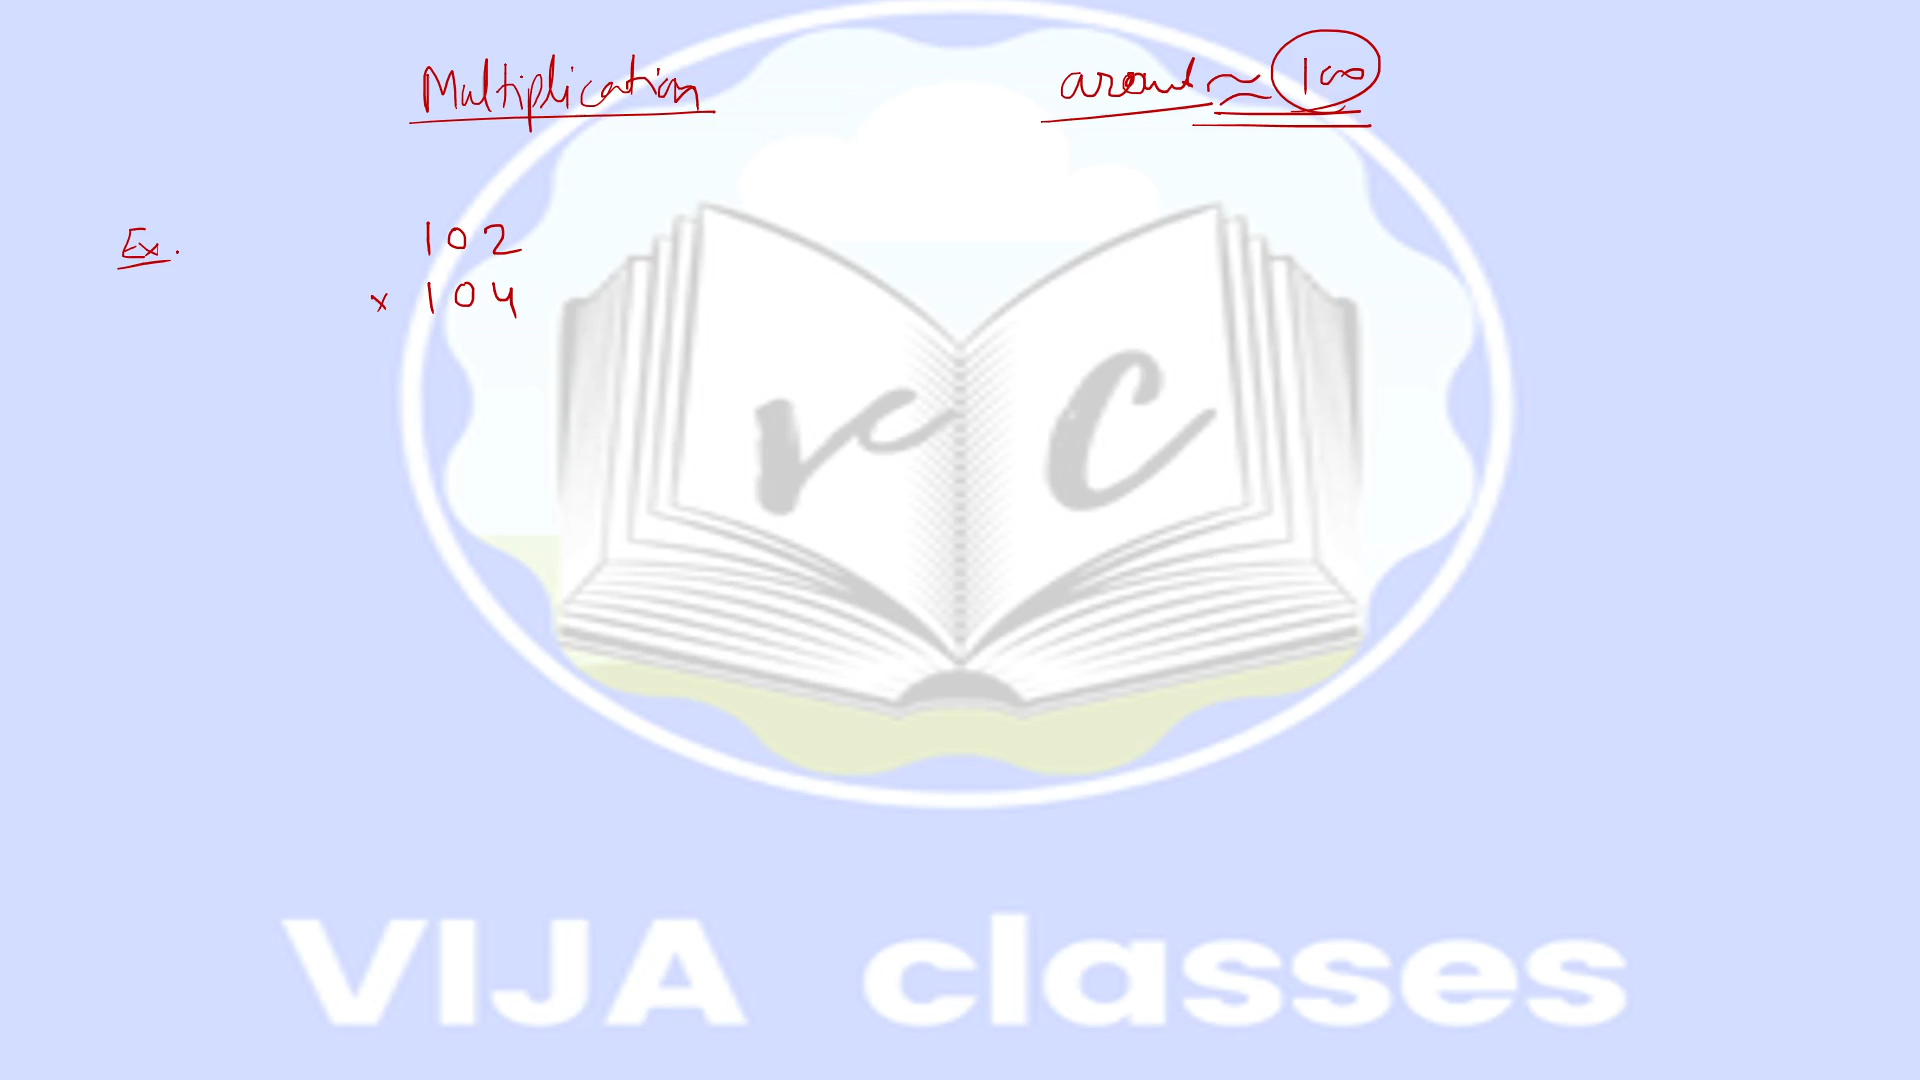 Multiplication around ≈ 100
Ex. 102
× 104
v c
VIJA classes